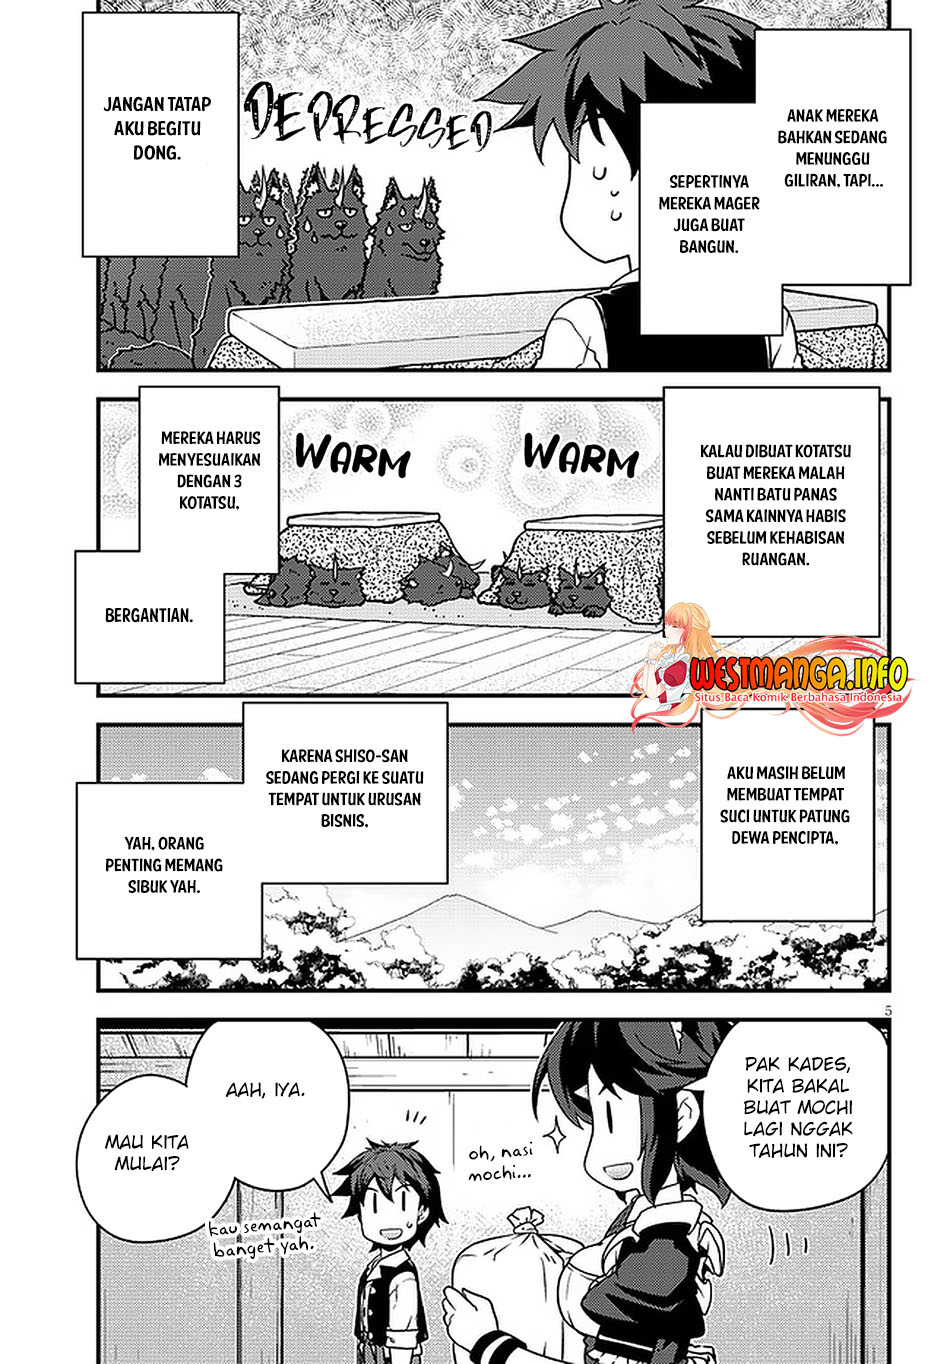 ANAK MEREKA
BAHKAN SEDANG
MENUNGGU
GILIRAN, TAPI...
SEPERTINYA
MEREKA MAGER
JUGA BUAT
BANGUN.
DEPRESSED
JANGAN TATAP
AKU BEGITU
DONG.
KALAU DIBUAT KOTATSU
BUAT MEREKA MALAH
NANTI BATU PANAS
SAMA KAINNYA HABIS
SEBELUM KEHABISAN
RUANGAN.
WARM
WARM
MEREKA HARUS
MENYESUAIKAN
DENGAN 3
KOTATSU,
BERGANTIAN.
WESTMANGA.INFO
Situs Baca Komik Berbahasa Indonesia
AKU MASIH BELUM
MEMBUAT TEMPAT
SUCI UNTUK PATUNG
DEWA PENCIPTA,
KARENA SHISO-SAN
SEDANG PERGI KE SUATU
TEMPAT UNTUK URUSAN
BISNIS,
YAH, ORANG
PENTING MEMANG
SIBUK YAH.
5
PAK KADES,
KITA BAKAL
BUAT MOCHI
LAGI NGGAK
TAHUN INI?
oh, nasi
mochi...
AAH, IYA.
MAU KITA
MULAI?
kau semangat
banget yah.